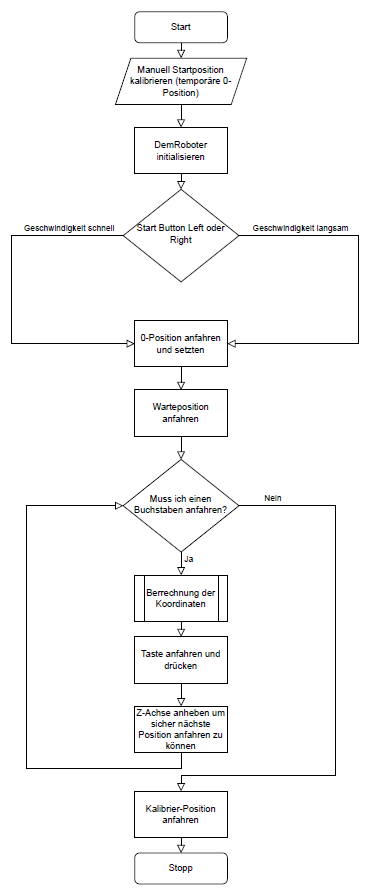 Start
Manuell Startposition
kalibrieren (temporäre 0-
Position)
DemRoboter
initialisieren
Start Button Left oder
Right
Geschwindigkeit schnell
Geschwindigkeit langsam
0-Position anfahren
und setzten
Warteposition
anfahren
Muss ich einen
Buchstaben anfahren?
Nein
Ja
Berrechnung der
Koordinaten
Taste anfahren und
drücken
Z-Achse anheben um
sicher nächste
Position anfahren zu
können
Kalibrier-Position
anfahren
Stopp